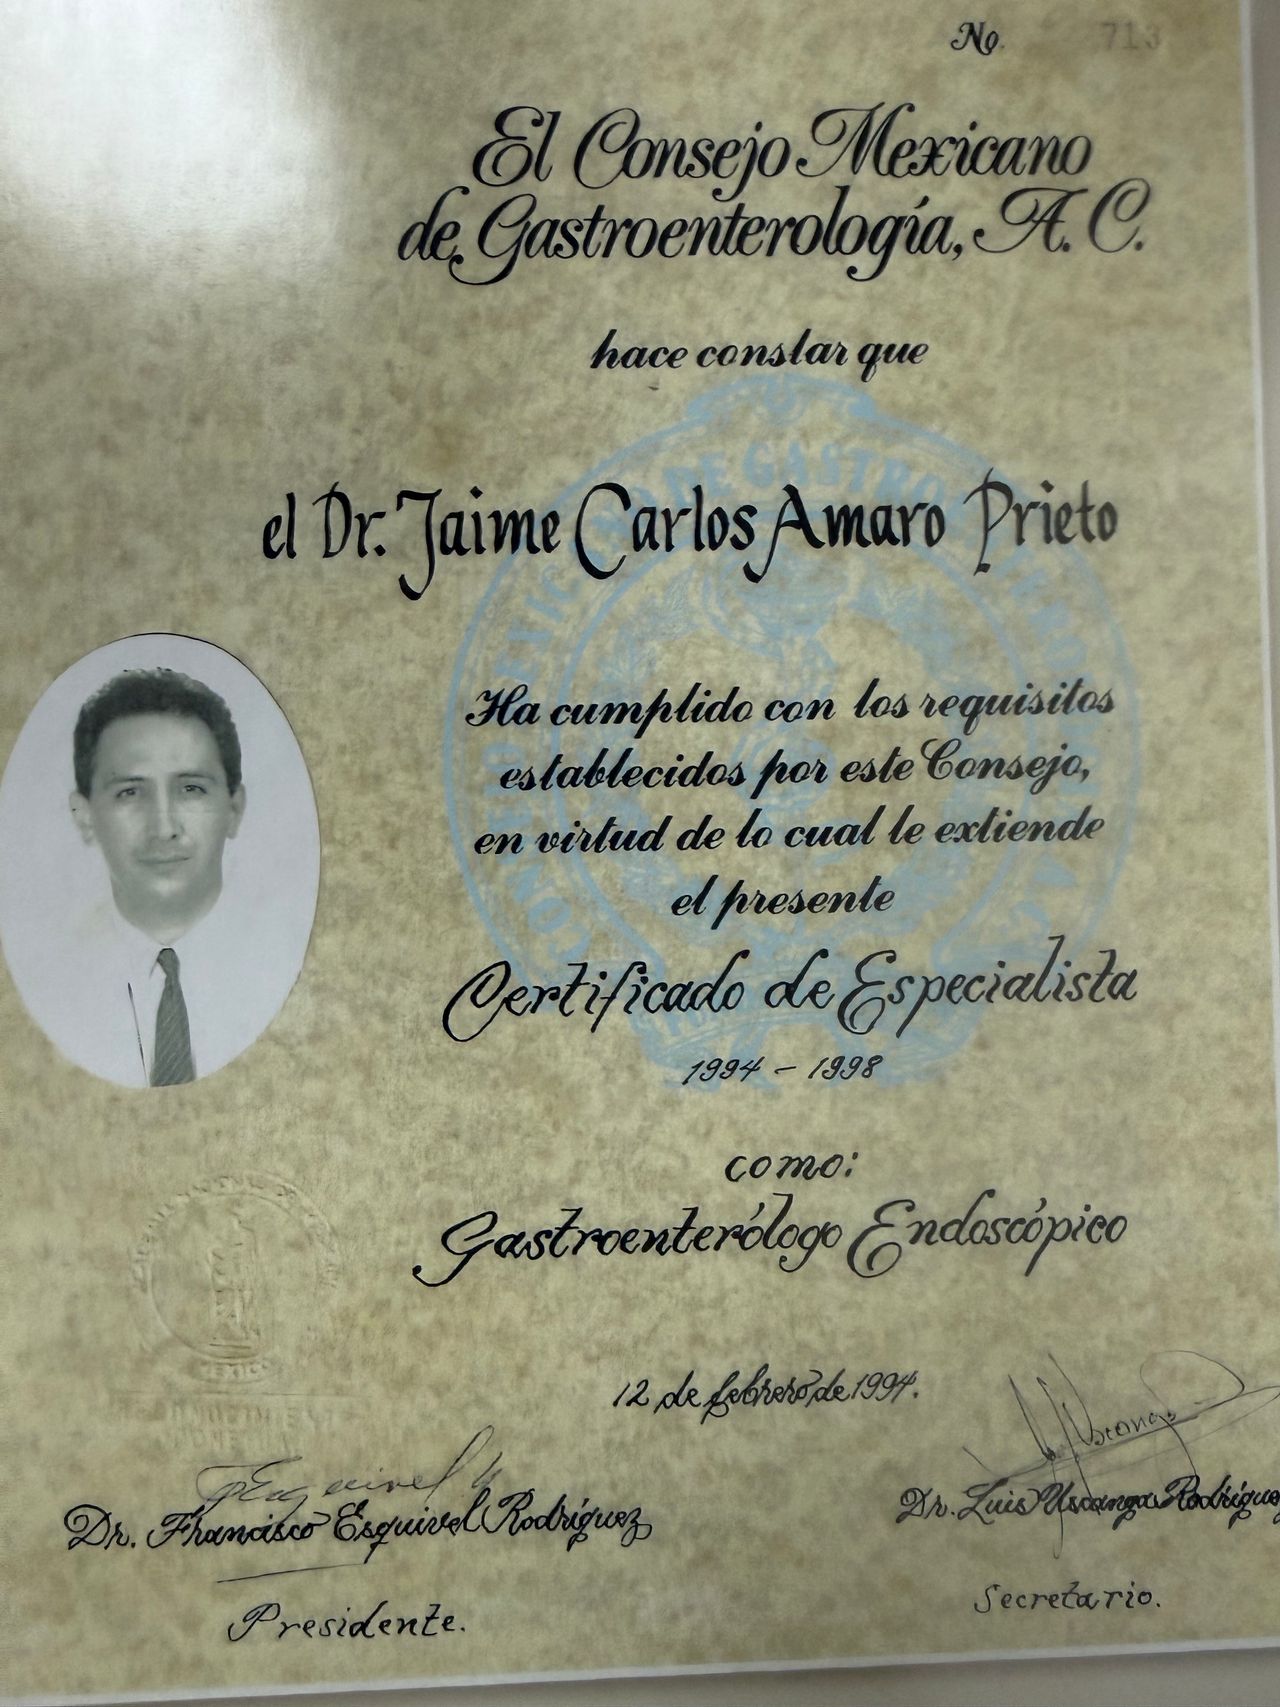 No. 713
El Consejo Mexicano
de Gastroenterología, A. C.
hace constar que
el Dr. Jaime Carlos Amaro Prieto
Ha cumplido con los requisitos
establecidos por este Consejo,
en virtud de lo cual le extiende
el presente
Certificado de Especialista
1994 - 1998
como:
Gastroenterólogo Endoscópico
12 de febrero de 1994.
Dr. Francisco Esquivel Rodríguez
Dr. Luis Uscanga Rodríguez
Presidente.
Secretario.